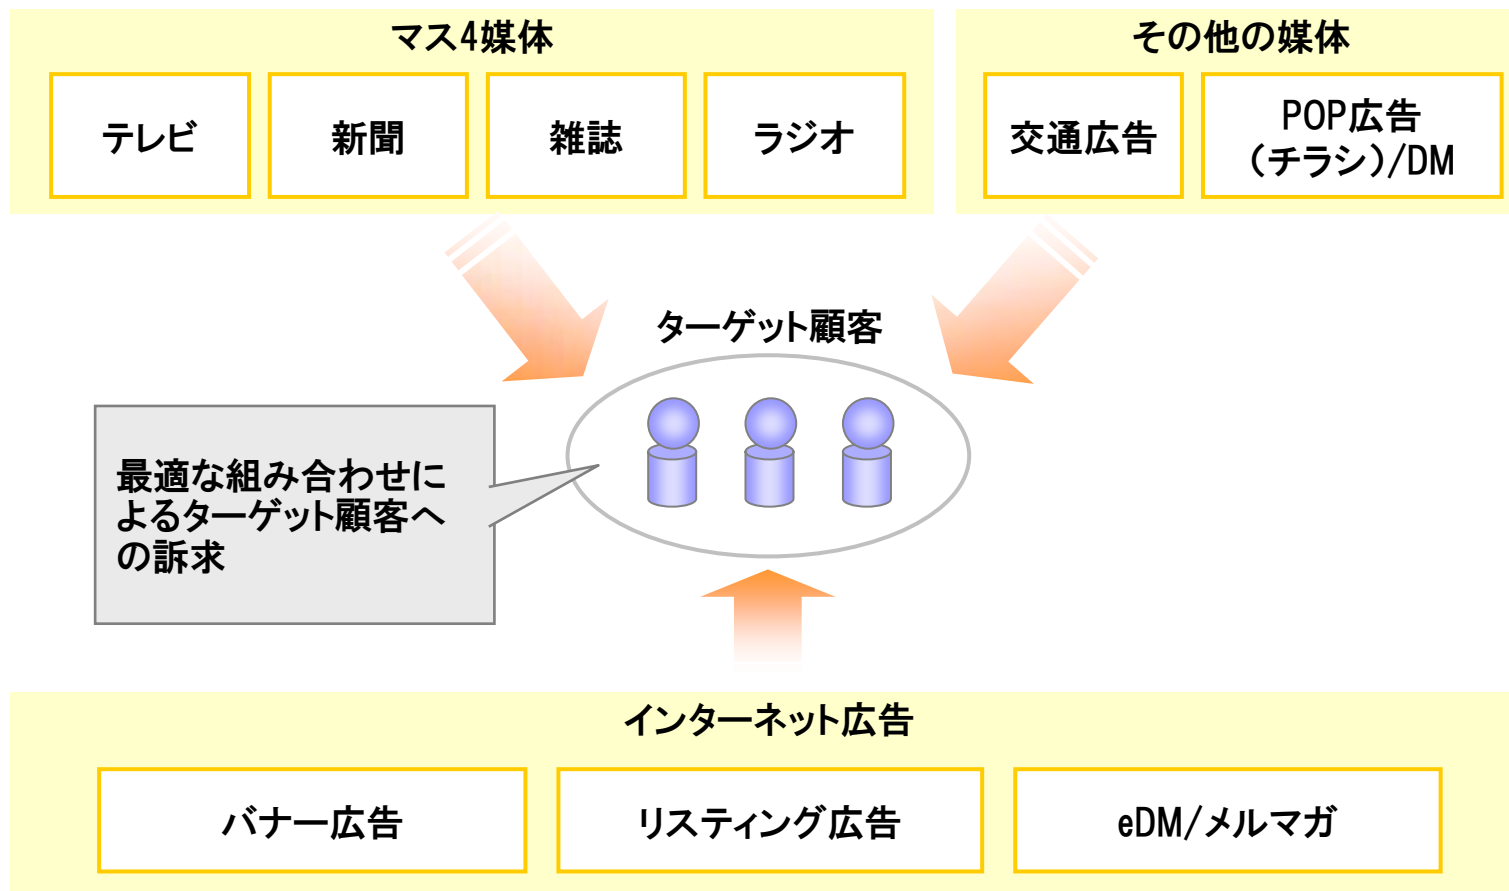 マス4媒体
その他の媒体
テレビ
新聞
雑誌
ラジオ
交通広告
POP広告
（チラシ）/DM
ターゲット顧客
最適な組み合わせに
よるターゲット顧客へ
の訴求
インターネット広告
バナー広告
リスティング広告
eDM/メルマガ